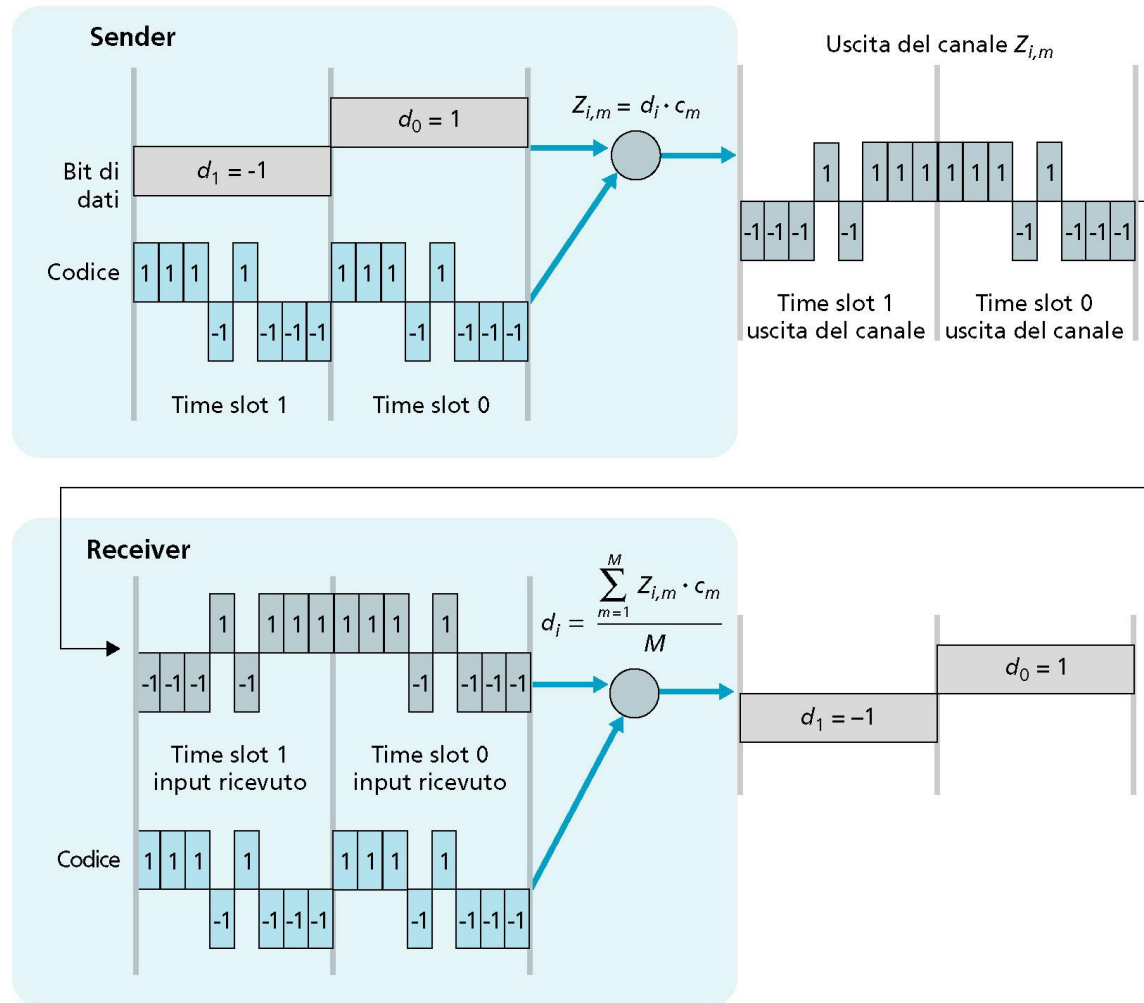 Sender
Uscita del canale Z_{i,m}
d_0 = 1
Z_{i,m} = d_i · c_m
d_1 = -1
Bit di
dati
1 1 1 1 1 1 1 1
-1 -1 -1 -1 -1 -1 -1 -1
Codice
1 1 1 1 1 1 1 1
-1 -1 -1 -1 -1 -1 -1 -1
Time slot 1
Time slot 0
Time slot 1
uscita del canale
Time slot 0
uscita del canale
Receiver
d_i = \frac{\sum_{m=1}^{M} Z_{i,m} · c_m}{M}
1 1 1 1 1 1 1 1
-1 -1 -1 -1 -1 -1 -1 -1
d_0 = 1
d_1 = –1
Time slot 1
input ricevuto
Time slot 0
input ricevuto
Codice
1 1 1 1 1 1 1 1
-1 -1 -1 -1 -1 -1 -1 -1